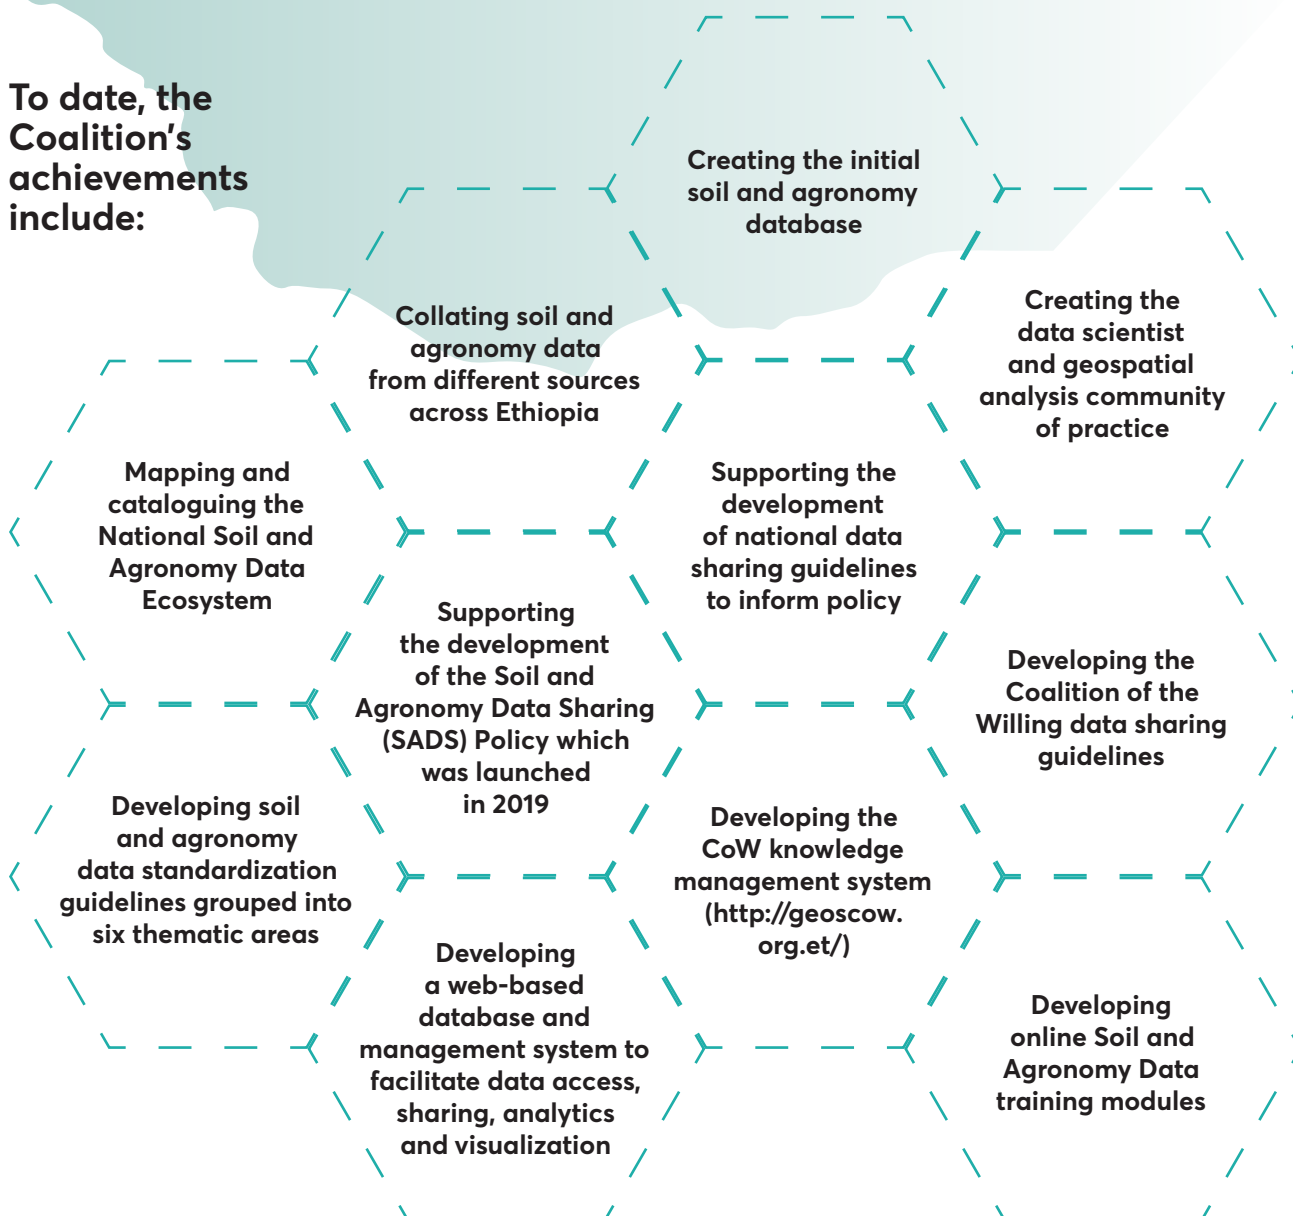 To date, the
Coalition's
achievements
include:
Creating the initial
soil and agronomy
database
Collating soil and
agronomy data
from different sources
across Ethiopia
Creating the
data scientist
and geospatial
analysis community
of practice
Mapping and
cataloguing the
National Soil and
Agronomy Data
Ecosystem
Supporting the
development
of national data
sharing guidelines
to inform policy
Supporting
the development
of the Soil and
Agronomy Data Sharing
(SADS) Policy which
was launched
in 2019
Developing the
Coalition of the
Willing data sharing
guidelines
Developing soil
and agronomy
data standardization
guidelines grouped into
six thematic areas
Developing the
CoW knowledge
management system
(http://geoscow.
org.et/)
Developing
a web-based
database and
management system to
facilitate data access,
sharing, analytics
and visualization
Developing
online Soil and
Agronomy Data
training modules